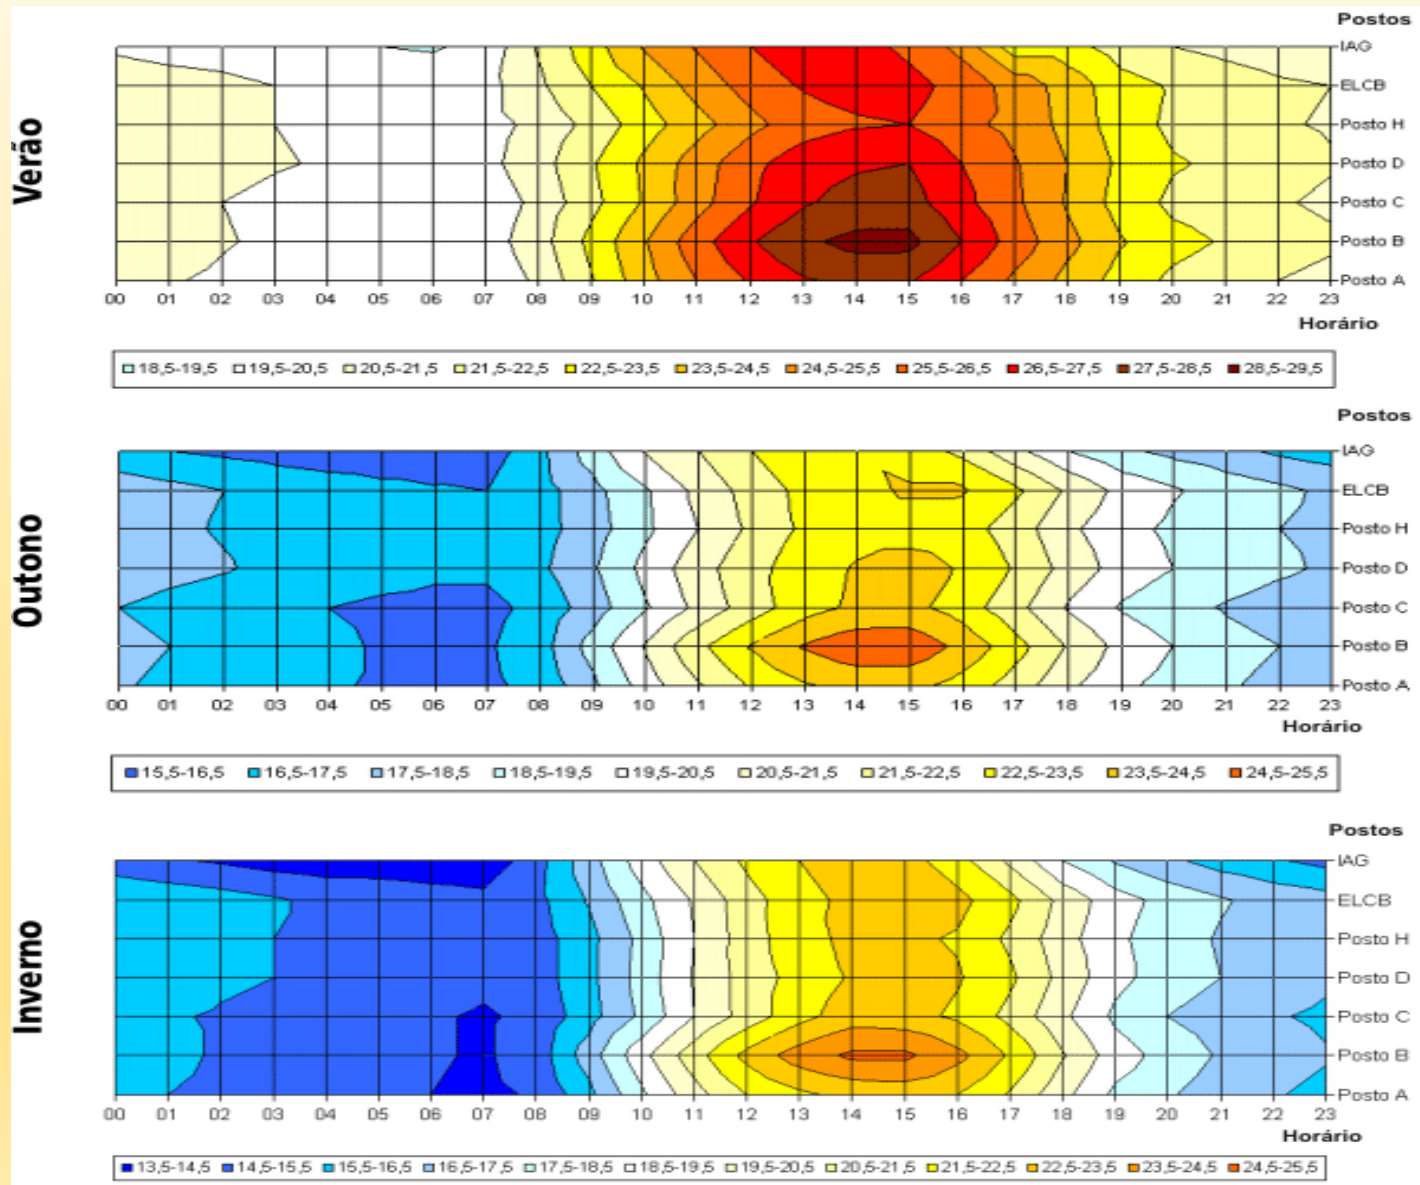 Verão
Postos
IAG
ELCB
Posto H
Posto D
Posto C
Posto B
Posto A
00 01 02 03 04 05 06 07 08 09 10 11 12 13 14 15 16 17 18 19 20 21 22 23
Horário
18,5-19,5 19,5-20,5 20,5-21,5 21,5-22,5 22,5-23,5 23,5-24,5 24,5-25,5 25,5-26,5 26,5-27,5 27,5-28,5 28,5-29,5
Outono
Postos
IAG
ELCB
Posto H
Posto D
Posto C
Posto B
Posto A
00 01 02 03 04 05 06 07 08 09 10 11 12 13 14 15 16 17 18 19 20 21 22 23
Horário
15,5-16,5 16,5-17,5 17,5-18,5 18,5-19,5 19,5-20,5 20,5-21,5 21,5-22,5 22,5-23,5 23,5-24,5 24,5-25,5
Inverno
Postos
IAG
ELCB
Posto H
Posto D
Posto C
Posto B
Posto A
00 01 02 03 04 05 06 07 08 09 10 11 12 13 14 15 16 17 18 19 20 21 22 23
Horário
13,5-14,5 14,5-15,5 15,5-16,5 16,5-17,5 17,5-18,5 18,5-19,5 19,5-20,5 20,5-21,5 21,5-22,5 22,5-23,5 23,5-24,5 24,5-25,5